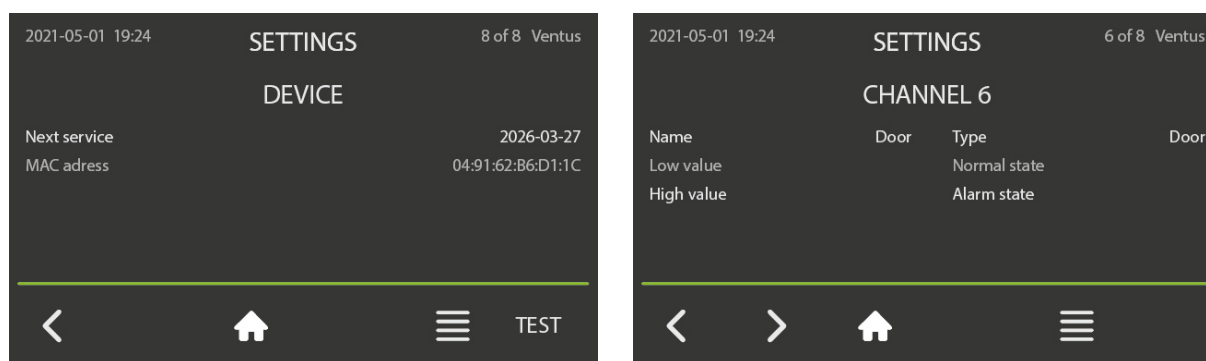 2021-05-01 19:24 SETTINGS 8 of 8 Ventus
DEVICE
Next service 2026-03-27
MAC adress 04:91:62:B6:D1:1C
TEST
2021-05-01 19:24 SETTINGS 6 of 8 Ventus
CHANNEL 6
Name Door Type Door
Low value Normal state
High value Alarm state